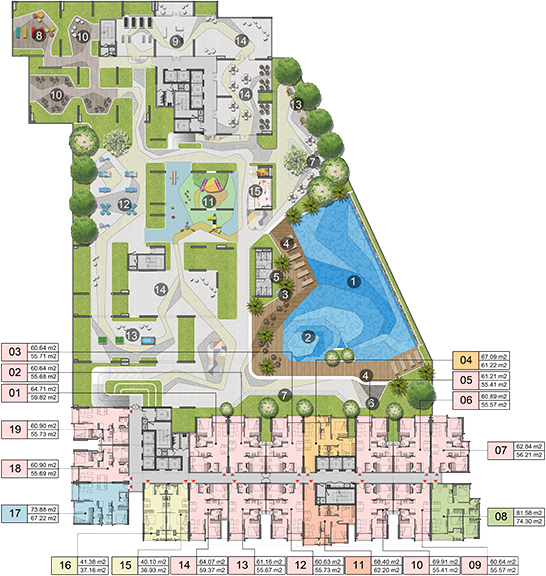 8
10
9
14
10
14
13
7
12
11
15
4
5
1
14
3
13
2
03
60.64 m2
55.71 m2
02
60.64 m2
55.68 m2
01
64.71 m2
59.82 m2
04
67.09 m2
61.22 m2
05
61.21 m2
55.41 m2
06
60.89 m2
55.57 m2
4
7
6
19
60.90 m2
55.73 m2
18
60.90 m2
55.69 m2
17
73.88 m2
67.22 m2
07
62.84 m2
56.21 m2
08
81.58 m2
74.30 m2
16
41.38 m2
37.16 m2
15
40.10 m2
36.93 m2
14
64.07 m2
59.37 m2
13
61.15 m2
55.67 m2
12
60.63 m2
55.73 m2
11
68.40 m2
62.20 m2
10
69.91 m2
55.41 m2
09
60.64 m2
55.57 m2